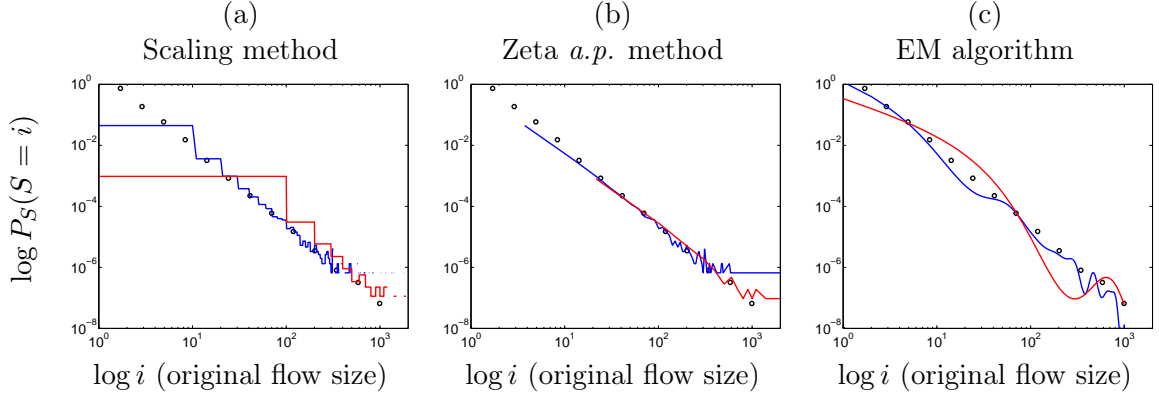 (a) (b) (c)
Scaling method Zeta a.p. method EM algorithm
log P_S(S = i)
10^0 10^0 10^0
10^-2 10^-2 10^-2
10^-4 10^-4 10^-4
10^-6 10^-6 10^-6
10^-8 10^-8 10^-8
10^0 10^1 10^2 10^3 10^0 10^1 10^2 10^3 10^0 10^1 10^2 10^3
log i (original flow size) log i (original flow size) log i (original flow size)